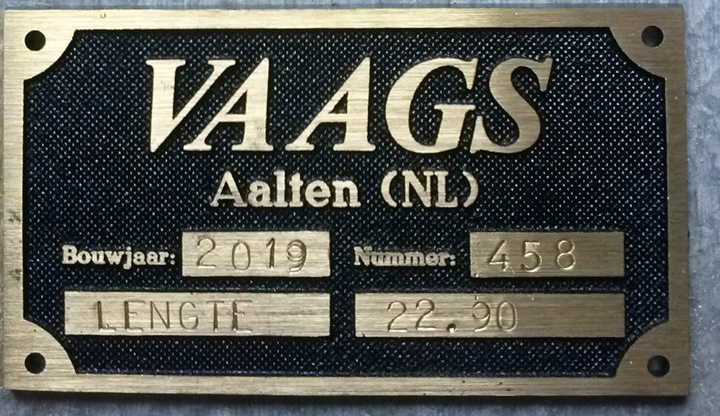 VAAGS
Aalten (NL)
Bouwjaar: 2019 Nummer: 458
LENGTE 22.90